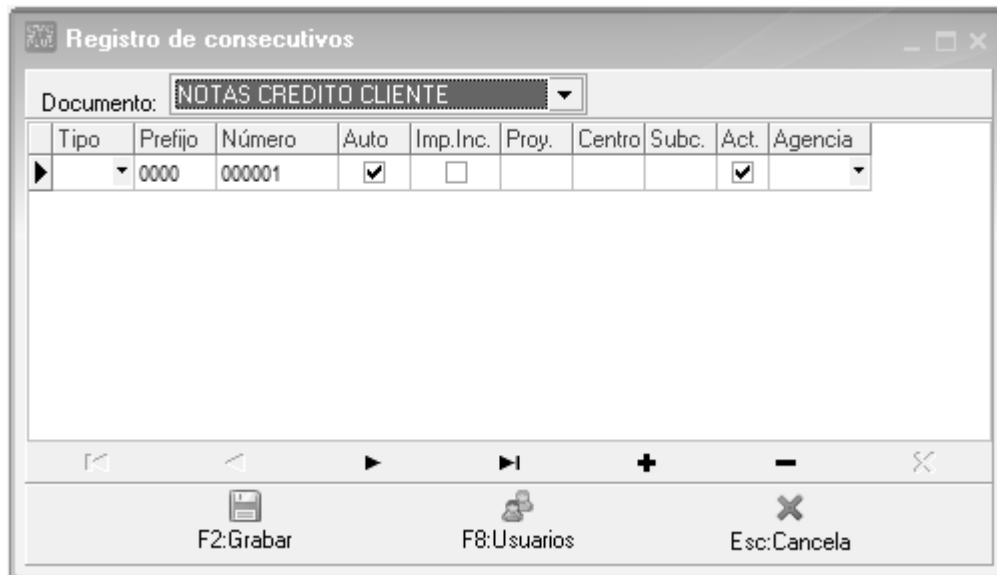 Registro de consecutivos
Documento: NOTAS CREDITO CLIENTE
Tipo Prefijo Número Auto Imp.Inc. Proy. Centro Subc. Act. Agencia
0000 000001
F2:Grabar F8:Usuarios Esc:Cancela